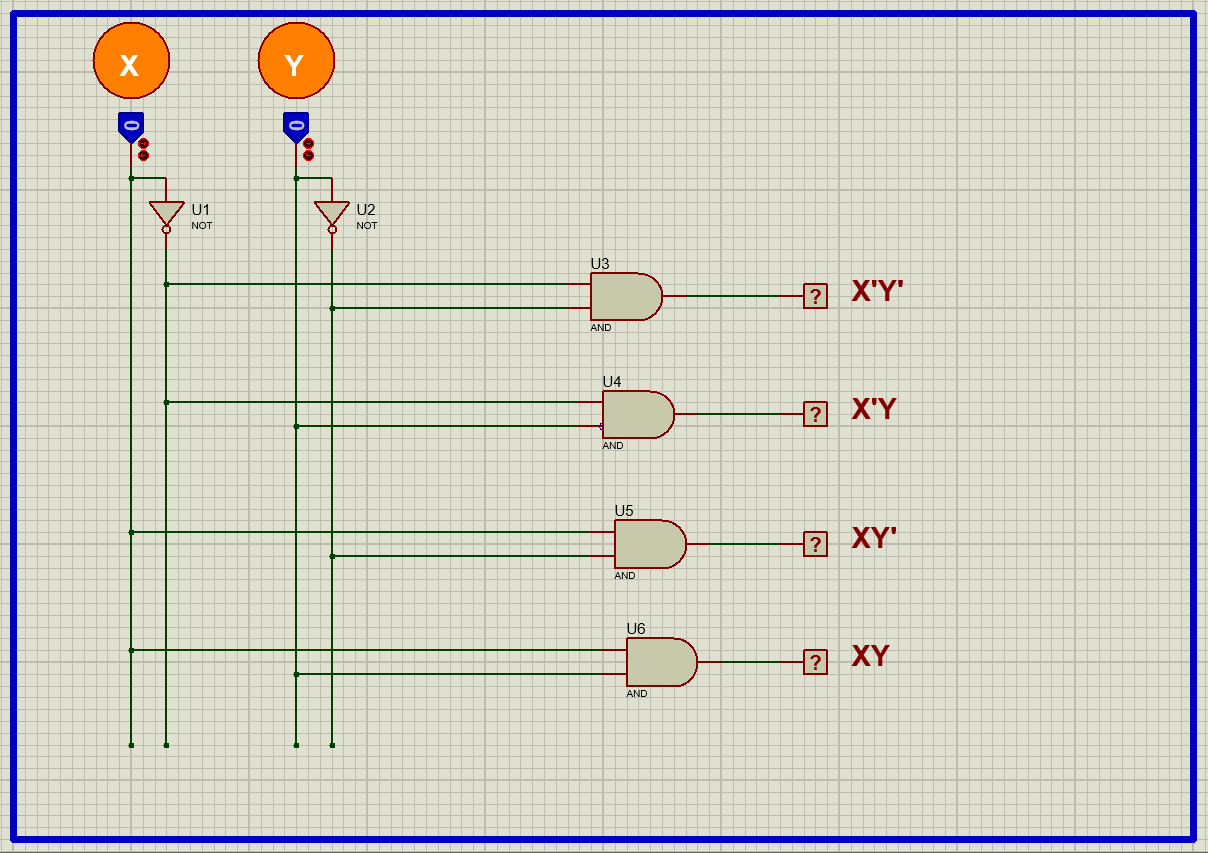 X Y
0 0
U1
NOT
U2
NOT
U3
AND
? X'Y'
U4
AND
? X'Y
U5
AND
? XY'
U6
AND
? XY